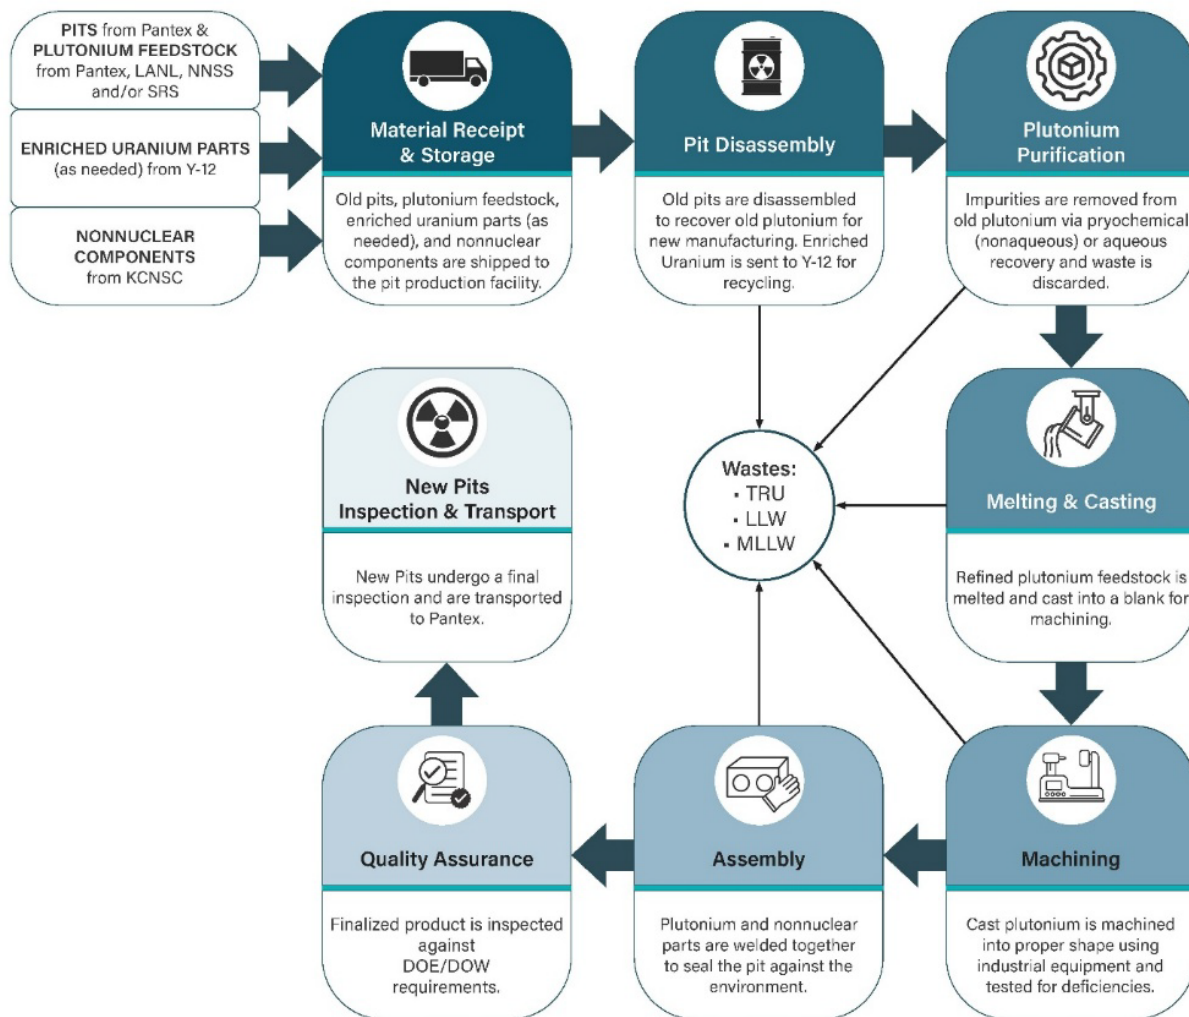 PITS from Pantex &
PLUTONIUM FEEDSTOCK
from Pantex, LANL, NNSS
and/or SRS
ENRICHED URANIUM PARTS
(as needed) from Y-12
NONNUCLEAR
COMPONENTS
from KCNSC
Material Receipt
& Storage
Old pits, plutonium feedstock,
enriched uranium parts (as
needed), and nonnuclear
components are shipped to
the pit production facility.
Pit Disassembly
Old pits are disassembled
to recover old plutonium for
new manufacturing. Enriched
Uranium is sent to Y-12 for
recycling.
Plutonium
Purification
Impurities are removed from
old plutonium via pryochemical
(nonaqueous) or aqueous
recovery and waste is
discarded.
Melting & Casting
Refined plutonium feedstock is
melted and cast into a blank for
machining.
Machining
Cast plutonium is machined
into proper shape using
industrial equipment and
tested for deficiencies.
Assembly
Plutonium and nonnuclear
parts are welded together
to seal the pit against the
environment.
Quality Assurance
Finalized product is inspected
against
DOE/DOW
requirements.
New Pits
Inspection & Transport
New Pits undergo a final
inspection and are transported
to Pantex.
Wastes:
▪ TRU
▪ LLW
▪ MLLW